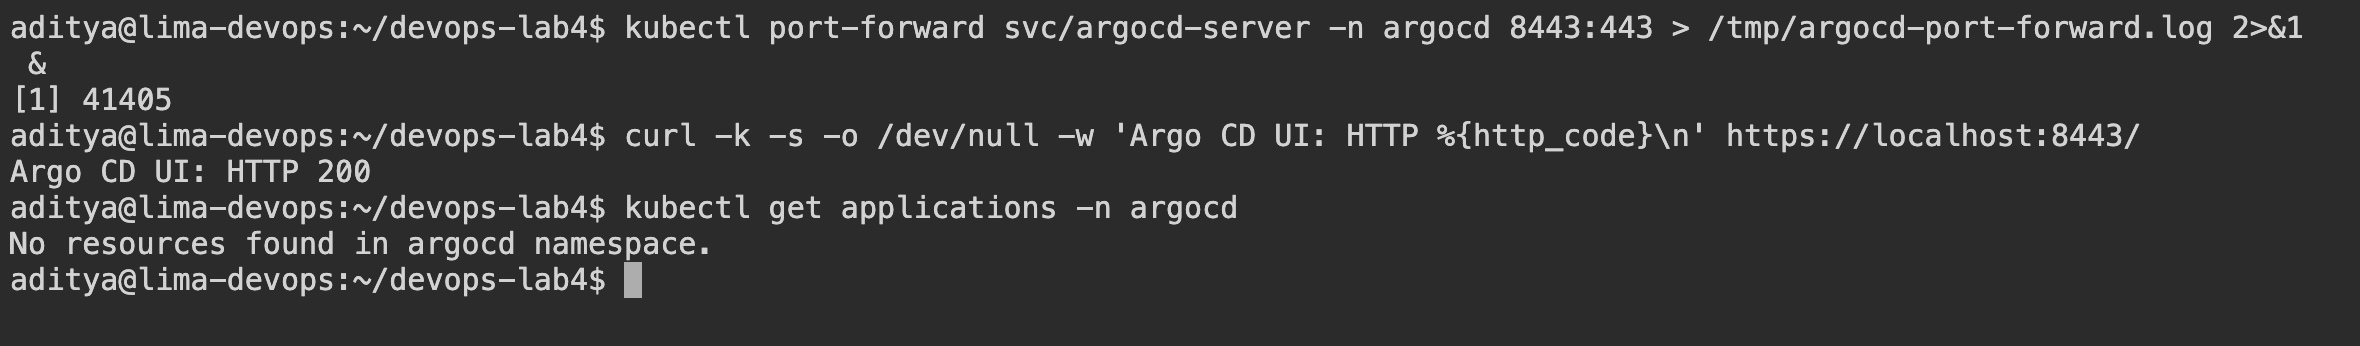 aditya@lima-devops:~/devops-lab4$ kubectl port-forward svc/argocd-server -n argocd 8443:443 > /tmp/argocd-port-forward.log 2>&1
 &
[1] 41405
aditya@lima-devops:~/devops-lab4$ curl -k -s -o /dev/null -w 'Argo CD UI: HTTP %{http_code}\n' https://localhost:8443/
Argo CD UI: HTTP 200
aditya@lima-devops:~/devops-lab4$ kubectl get applications -n argocd
No resources found in argocd namespace.
aditya@lima-devops:~/devops-lab4$